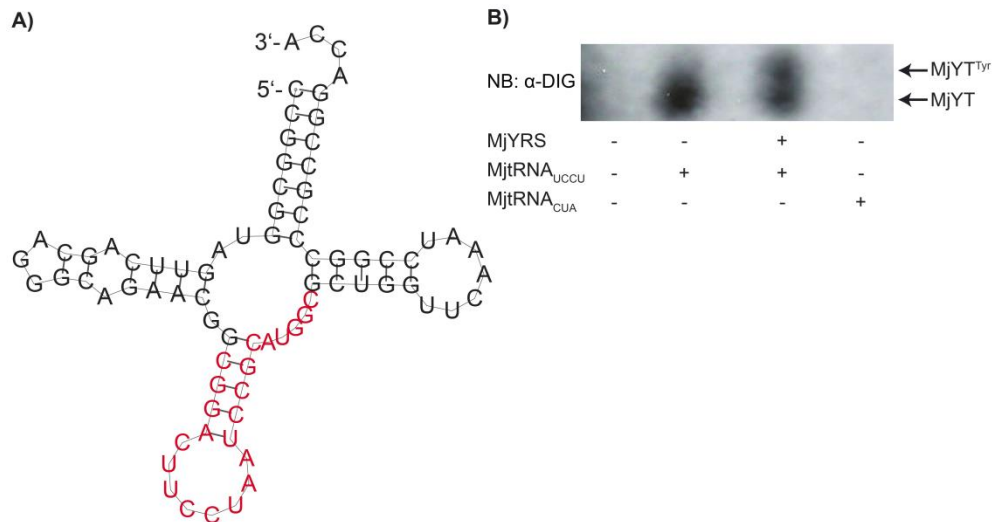 A)
3'- A C C A G G C C G C C C G G C C U A A A C U U G G U C G
5'- C C G G C G G U A G U U C A G C A G G G C A G A A C G G
C G G A C U U C C U A A U C C G C A U G G C
B)
NB: α-DIG
MjYT^Tyr
MjYT
MjYRS - - + -
MjtRNA_UCCU - + + -
MjtRNA_CUA - - - +